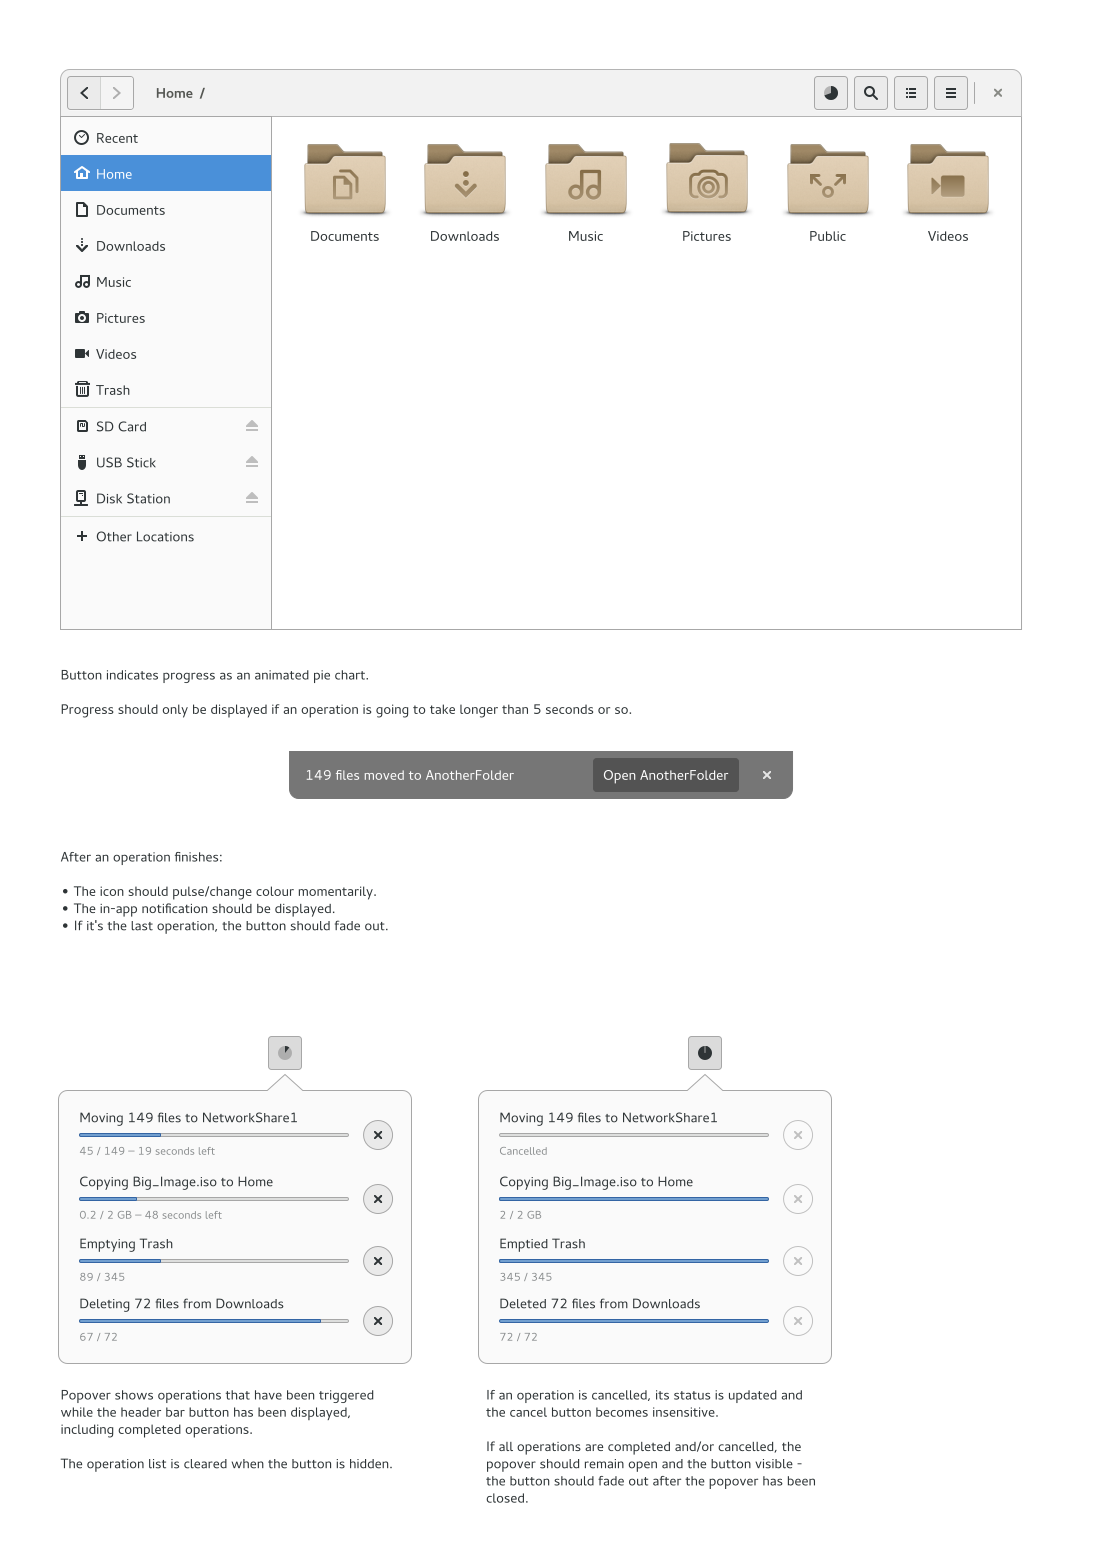 Home /
Recent
Home
Documents
Downloads
Music
Pictures
Videos
Trash
SD Card
USB Stick
Disk Station
Other Locations
Documents
Downloads
Music
Pictures
Public
Videos
Button indicates progress as an animated pie chart.
Progress should only be displayed if an operation is going to take longer than 5 seconds or so.
149 files moved to AnotherFolder
Open AnotherFolder
After an operation finishes:
• The icon should pulse/change colour momentarily.
• The in-app notification should be displayed.
• If it's the last operation, the button should fade out.
Moving 149 files to NetworkShare1
45 / 149 – 19 seconds left
Copying Big_Image.iso to Home
0.2 / 2 GB – 48 seconds left
Emptying Trash
89 / 345
Deleting 72 files from Downloads
67 / 72
Popover shows operations that have been triggered
while the header bar button has been displayed,
including completed operations.
The operation list is cleared when the button is hidden.
Moving 149 files to NetworkShare1
Cancelled
Copying Big_Image.iso to Home
2 / 2 GB
Emptied Trash
345 / 345
Deleted 72 files from Downloads
72 / 72
If an operation is cancelled, its status is updated and
the cancel button becomes insensitive.
If all operations are completed and/or cancelled, the
popover should remain open and the button visible -
the button should fade out after the popover has been
closed.